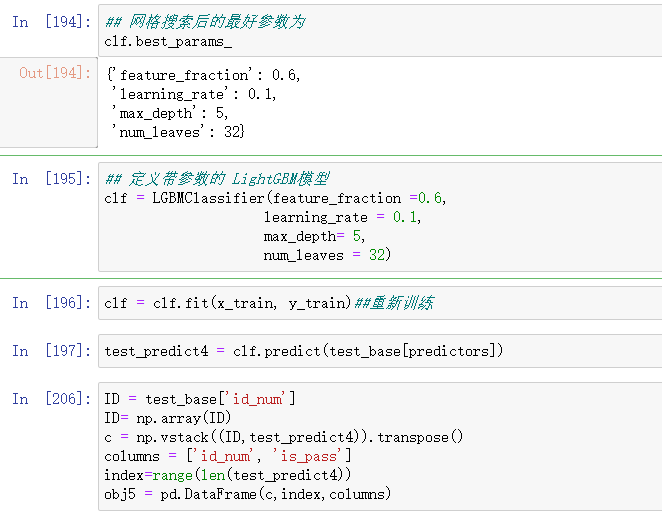 In [194]: ## 网格搜索后的最好参数为
clf.best_params_
Out[194]: {'feature_fraction': 0.6,
'learning_rate': 0.1,
'max_depth': 5,
'num_leaves': 32}
In [195]: ## 定义带参数的 LightGBM模型
clf = LGBMClassifier(feature_fraction =0.6,
learning_rate = 0.1,
max_depth= 5,
num_leaves = 32)
In [196]: clf = clf.fit(x_train, y_train)##重新训练
In [197]: test_predict4 = clf.predict(test_base[predictors])
In [206]: ID = test_base['id_num']
ID= np.array(ID)
c = np.vstack((ID,test_predict4)).transpose()
columns = ['id_num', 'is_pass']
index=range(len(test_predict4))
obj5 = pd.DataFrame(c,index,columns)